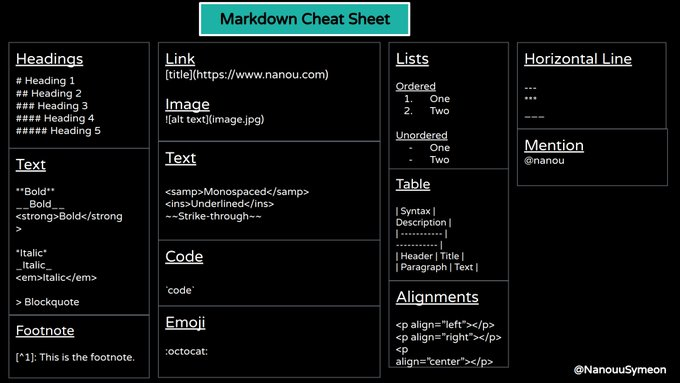 Markdown Cheat Sheet
Headings
# Heading 1
## Heading 2
### Heading 3
#### Heading 4
##### Heading 5
Text
**Bold**
__Bold__
<strong>Bold</strong
>
*Italic*
_Italic_
<em>Italic</em>
> Blockquote
Footnote
[^1]: This is the footnote.
Link
[title](https://www.nanou.com)
Image
![alt text](image.jpg)
Text
<samp>Monospaced</samp>
<ins>Underlined</ins>
~~Strike-through~~
Code
`code`
Emoji
:octocat:
Lists
Ordered
1. One
2. Two
Unordered
- One
- Two
Table
| Syntax |
Description |
| ----------- |
----------- |
| Header | Title |
| Paragraph | Text |
Alignments
<p align="left"></p>
<p align="right"></p>
<p
align="center"></p>
Horizontal Line
---
***
___
Mention
@nanou
@NanouuSymeon